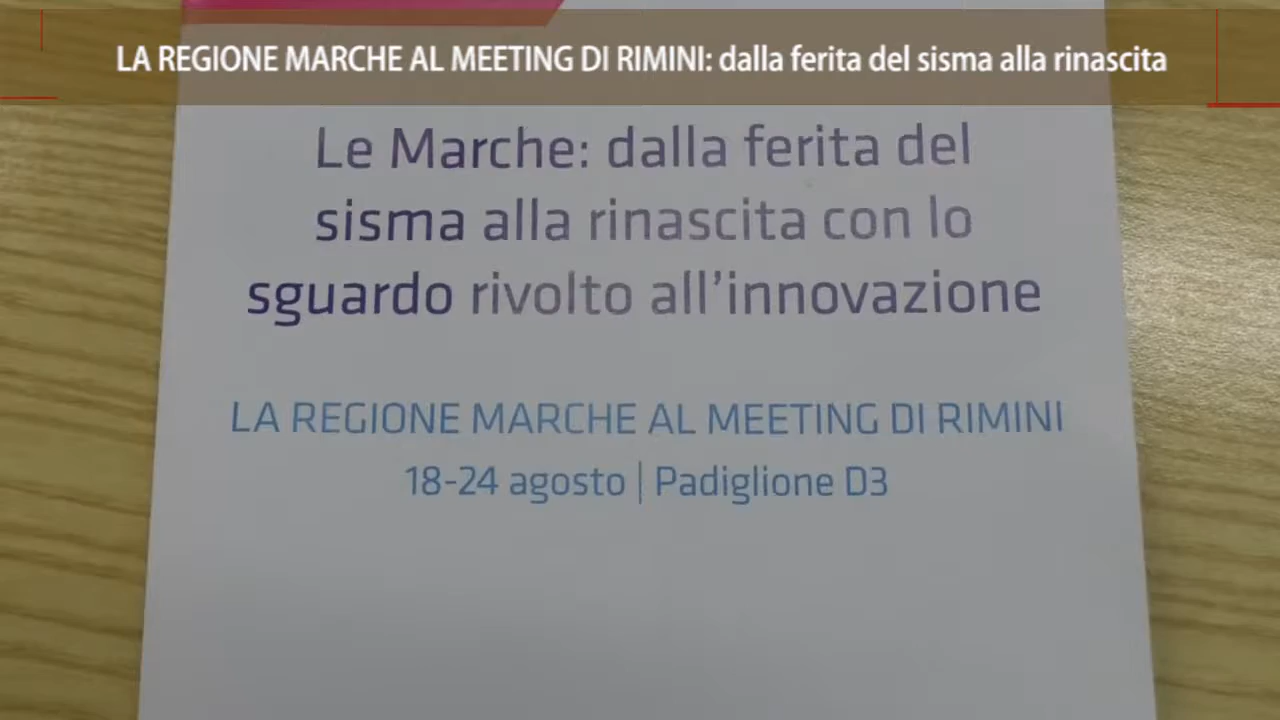 LA REGIONE MARCHE AL MEETING DI RIMINI: dalla ferita del sisma alla rinascita
Le Marche: dalla ferita del
sisma alla rinascita con lo
sguardo rivolto all'innovazione
LA REGIONE MARCHE AL MEETING DI RIMINI
18-24 agosto | Padiglione D3